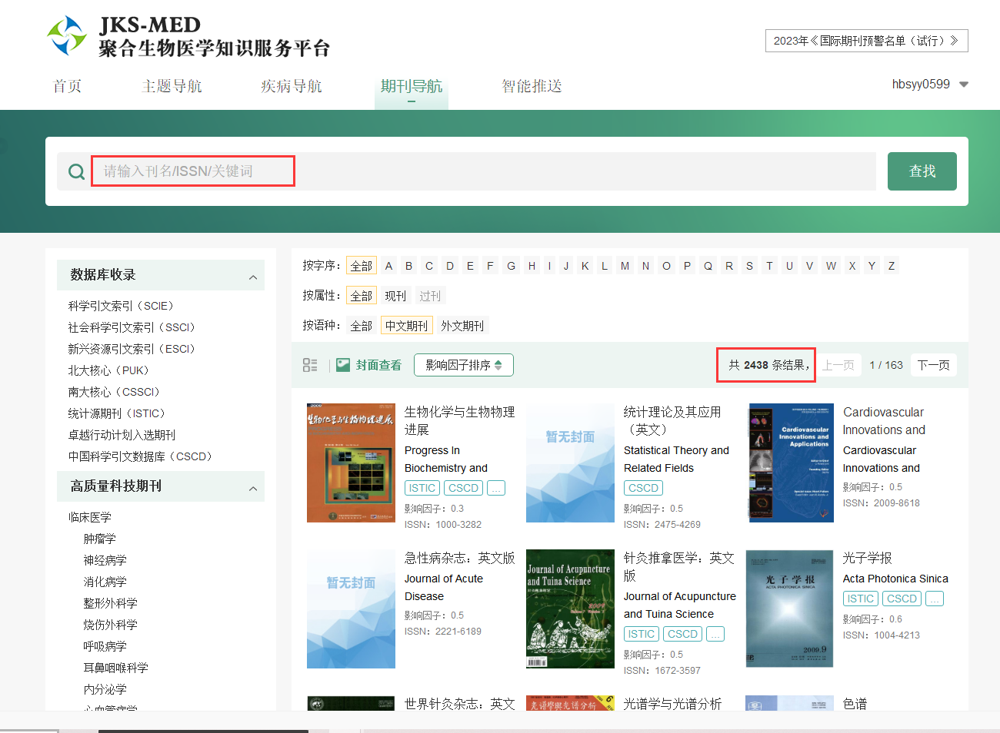 JKS-MED
聚合生物医学知识服务平台
2023年《国际期刊预警名单（试行）》
首页 主题导航 疾病导航 期刊导航 智能推送
hbsyy0599
请输入刊名/ISSN/关键词
查找
数据库收录
科学引文索引（SCIE）
社会科学引文索引（SSCI）
新兴资源引文索引（ESCI）
北大核心（PUK）
南大核心（CSSCI）
统计源期刊（ISTIC）
卓越行动计划入选期刊
中国科学引文数据库（CSCD）
高质量科技期刊
临床医学
肿瘤学
神经病学
消化病学
整形外科学
烧伤外科学
呼吸病学
耳鼻咽喉科学
内分泌学
心血管病学
按字序： 全部 A B C D E F G H I J K L M N O P Q R S T U V W X Y Z
按属性： 全部 现刊 过刊
按语种： 全部 中文期刊 外文期刊
封面查看 影响因子排序 共 2438 条结果， 上一页 1 / 163 下一页
2009
生物化学与生物物理进展
生物化学与生物物理
进展
Progress In
Biochemistry and
ISTIC CSCD ...
影响因子：0.3
ISSN：1000-3282
暂无封面
统计理论及其应用
（英文）
Statistical Theory and
Related Fields
CSCD
影响因子：0.5
ISSN：2475-4269
Cardiovascular
Innovations and
Applications
Cardiovascular
Innovations and
Cardiovascular
Innovations and
影响因子：0.5
ISSN：2009-8618
暂无封面
急性病杂志：英文版
Journal of Acute
Disease
影响因子：0.5
ISSN：2221-6189
Journal of Acupuncture
and Tuina Science
2009
针灸推拿医学：英文
版
Journal of Acupuncture
and Tuina Science
ISTIC CSCD ...
影响因子：0.5
ISSN：1672-3597
光子学报
ACTA PHOTONICA SINICA
2009.9
光子学报
Acta Photonica Sinica
ISTIC CSCD ...
影响因子：0.6
ISSN：1004-4213
世界针灸杂志：英文
光谱學與光谱分析
6
光谱学与光谱分析
色谱